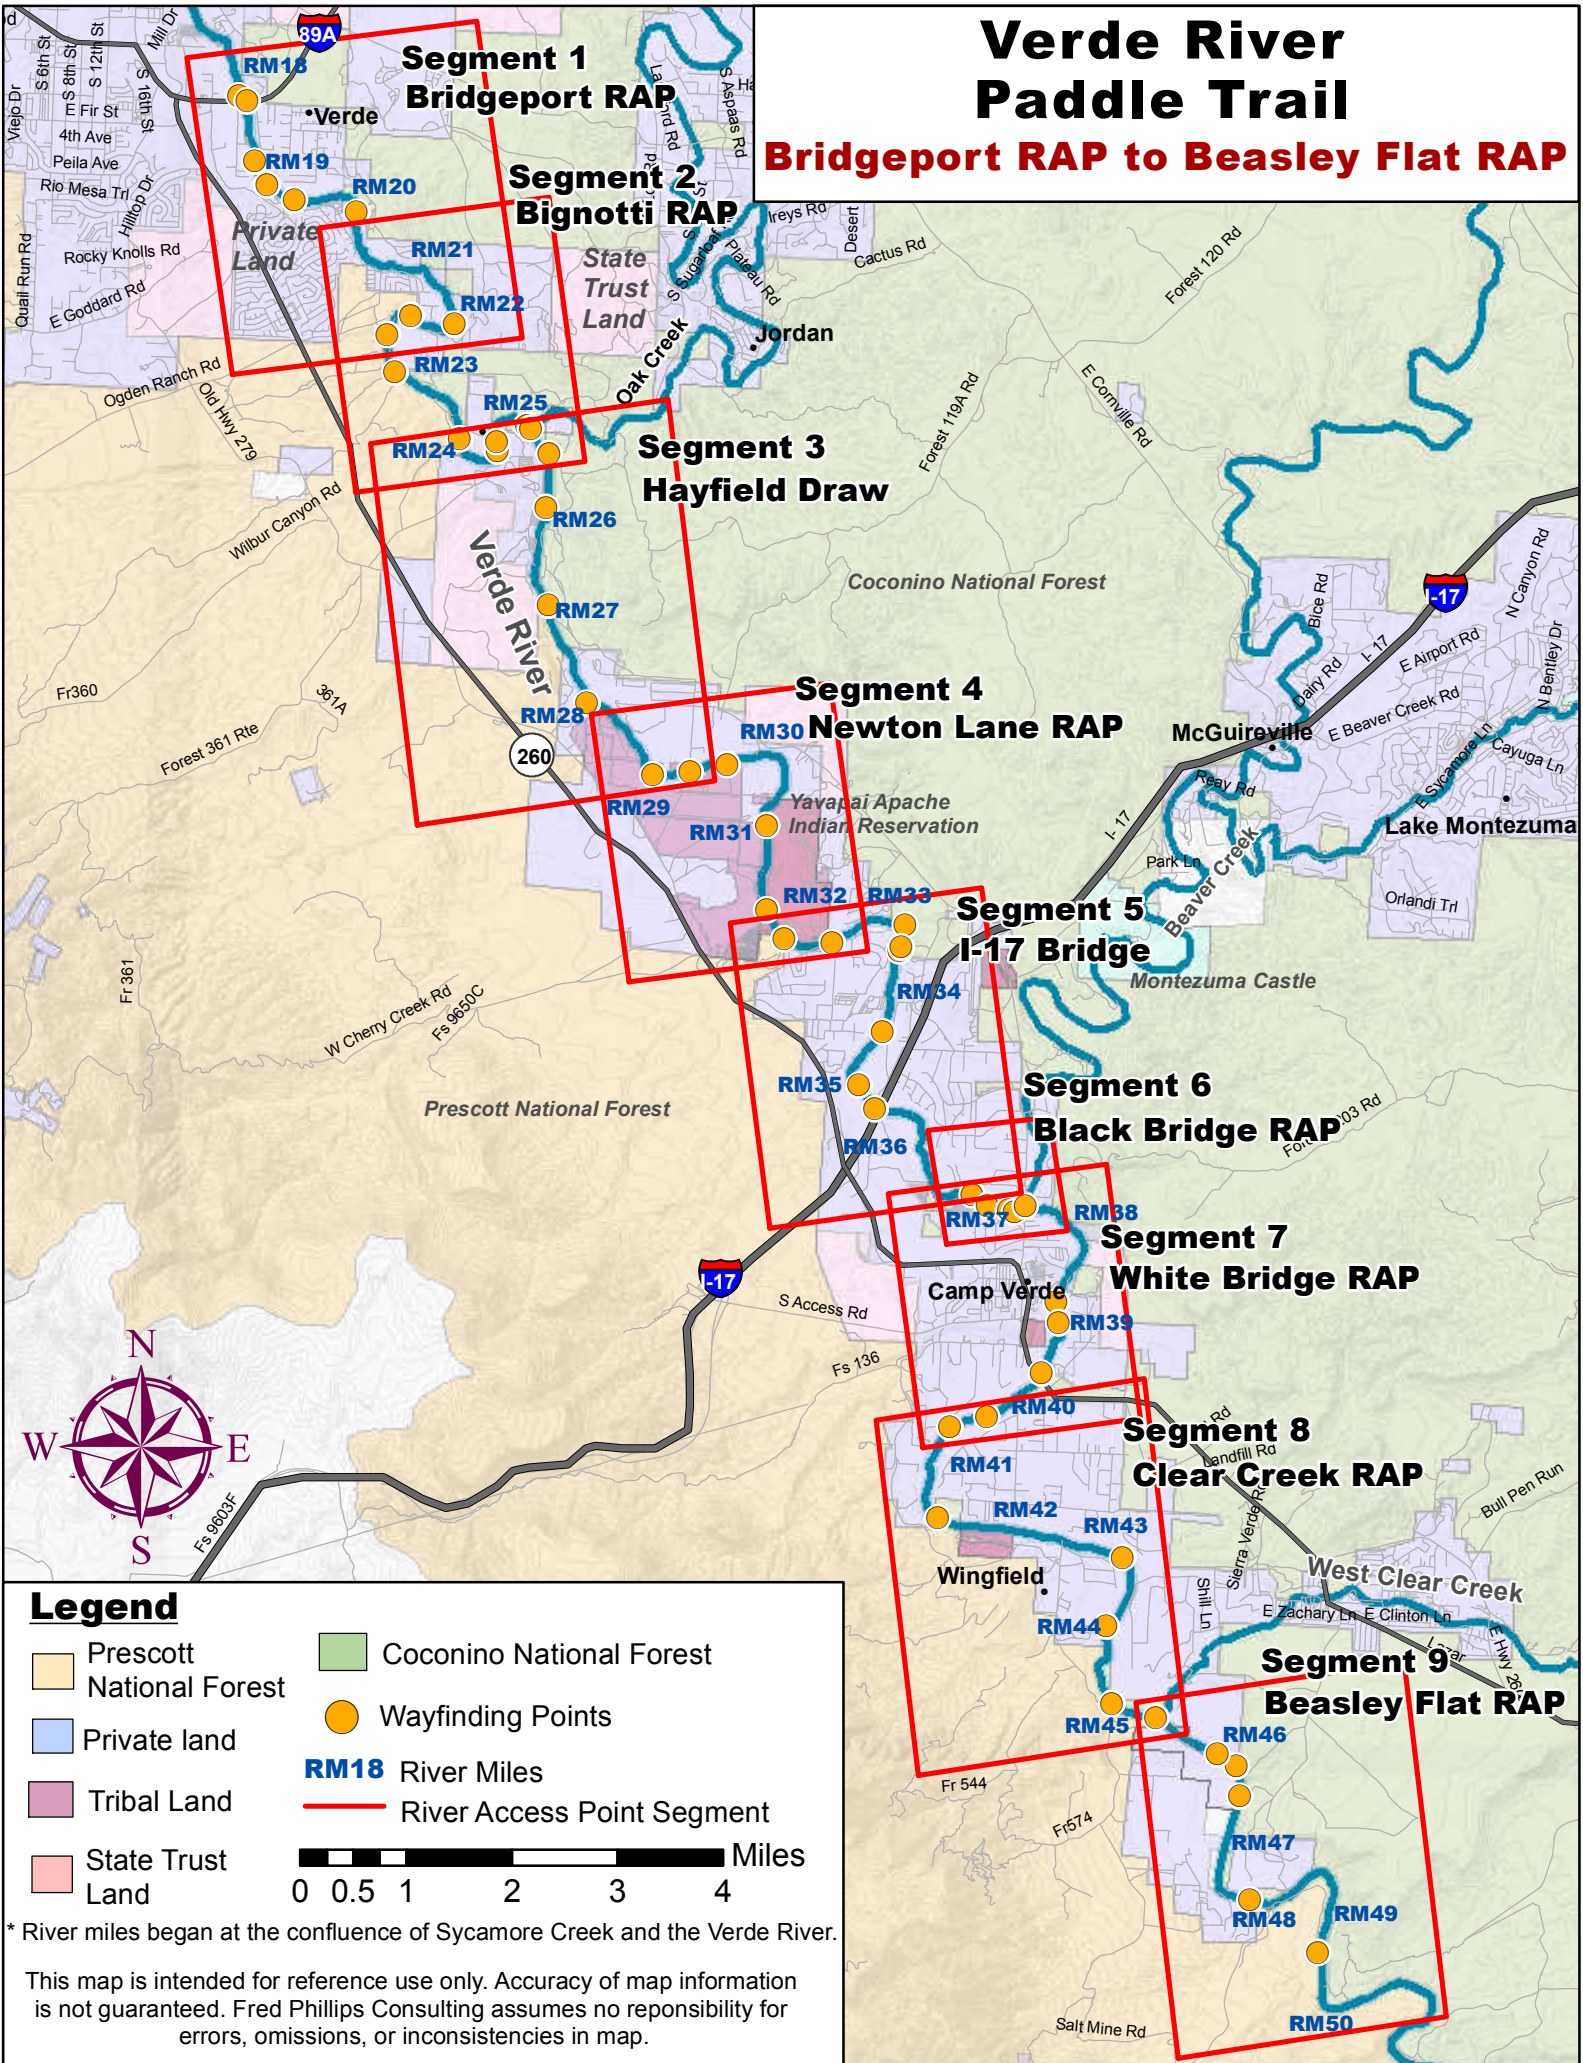 Verde River
Paddle Trail
Bridgeport RAP to Beasley Flat RAP
89A
Mill Dr
S 6th St
S 8th St
S 12th St
S 16th St
Viejo Dr
E Fir St
4th Ave
Peila Ave
Rio Mesa Trl
Hilltop Dr
Rocky Knolls Rd
Quail Run Rd
E Goddard Rd
RM18
Verde
Segment 1
Bridgeport RAP
S Aspaas Rd
RM19
RM20
Segment 2
Bignotti RAP
Private
Land
RM21
State
Trust
Land
S Sugarloaf
Plateau Rd
Ireys Rd
Desert
Cactus Rd
Forest 120 Rd
RM22
Jordan
Oak Creek
RM23
Ogden Ranch Rd
Old Hwy 279
RM25
RM24
Forest 119A Rd
E Cornville Rd
Segment 3
Hayfield Draw
Wilbur Canyon Rd
RM26
Verde River
Coconino National Forest
RM27
Bice Rd
I-17
N Canyon Rd
E Airport Rd
I- 17
Dairy Rd
N Bentley Dr
E Beaver Creek Rd
Fr360
361A
Forest 361 Rte
RM28
260
Segment 4
Newton Lane RAP
RM30
McGuireville
E Sycamore Ln
Cayuga Ln
Reay Rd
RM29
RM31
Yavapai Apache
Indian Reservation
I- 17
Lake Montezuma
Park Ln
Beaver Creek
Orlandi Trl
RM32
RM33
Segment 5
I-17 Bridge
Montezuma Castle
Fr 361
W Cherry Creek Rd
Fs 9650C
RM34
RM35
Prescott National Forest
Segment 6
Black Bridge RAP
203 Rd
RM36
RM37
RM38
Segment 7
White Bridge RAP
I-17
S Access Rd
Camp Verde
RM39
Fs 136
RM40
N
W
E
S
Fs 9603F
Segment 8
Clear Creek RAP
Rd
Landfill Rd
Sierra Verde Rd
Bull Pen Run
RM41
RM42
RM43
Wingfield
Shill Ln
West Clear Creek
E Zachary Ln
E Clinton Ln
RM44
E Hwy 26
Segment 9
Beasley Flat RAP
RM45
RM46
Fr 544
Fr574
RM47
RM48
RM49
Salt Mine Rd
RM50
Legend
Prescott
National Forest
Coconino National Forest
Wayfinding Points
Private land
RM18 River Miles
Tribal Land
River Access Point Segment
State Trust
Land
Miles
0 0.5 1 2 3 4
* River miles began at the confluence of Sycamore Creek and the Verde River.
This map is intended for reference use only. Accuracy of map information
is not guaranteed. Fred Phillips Consulting assumes no reponsibility for
errors, omissions, or inconsistencies in map.